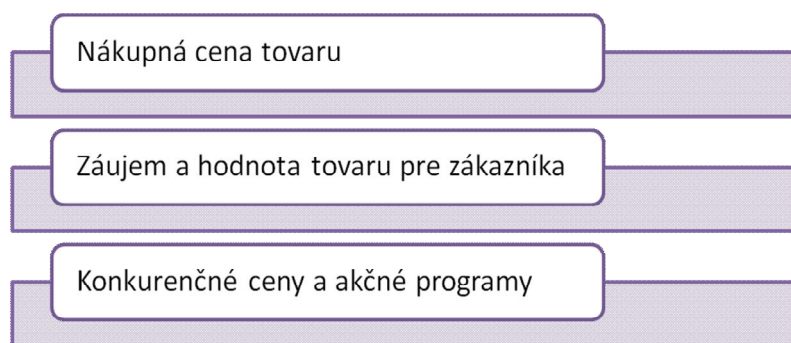 Nákupná cena tovaru
Záujem a hodnota tovaru pre zákazníka
Konkurenčné ceny a akčné programy